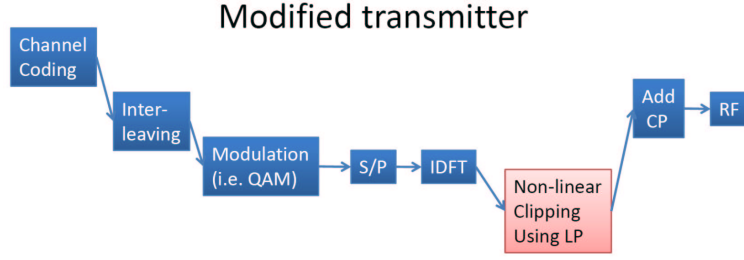 Modified transmitter
Channel
Coding
Inter-
leaving
Modulation
(i.e. QAM)
S/P
IDFT
Non-linear
Clipping
Using LP
Add
CP
RF